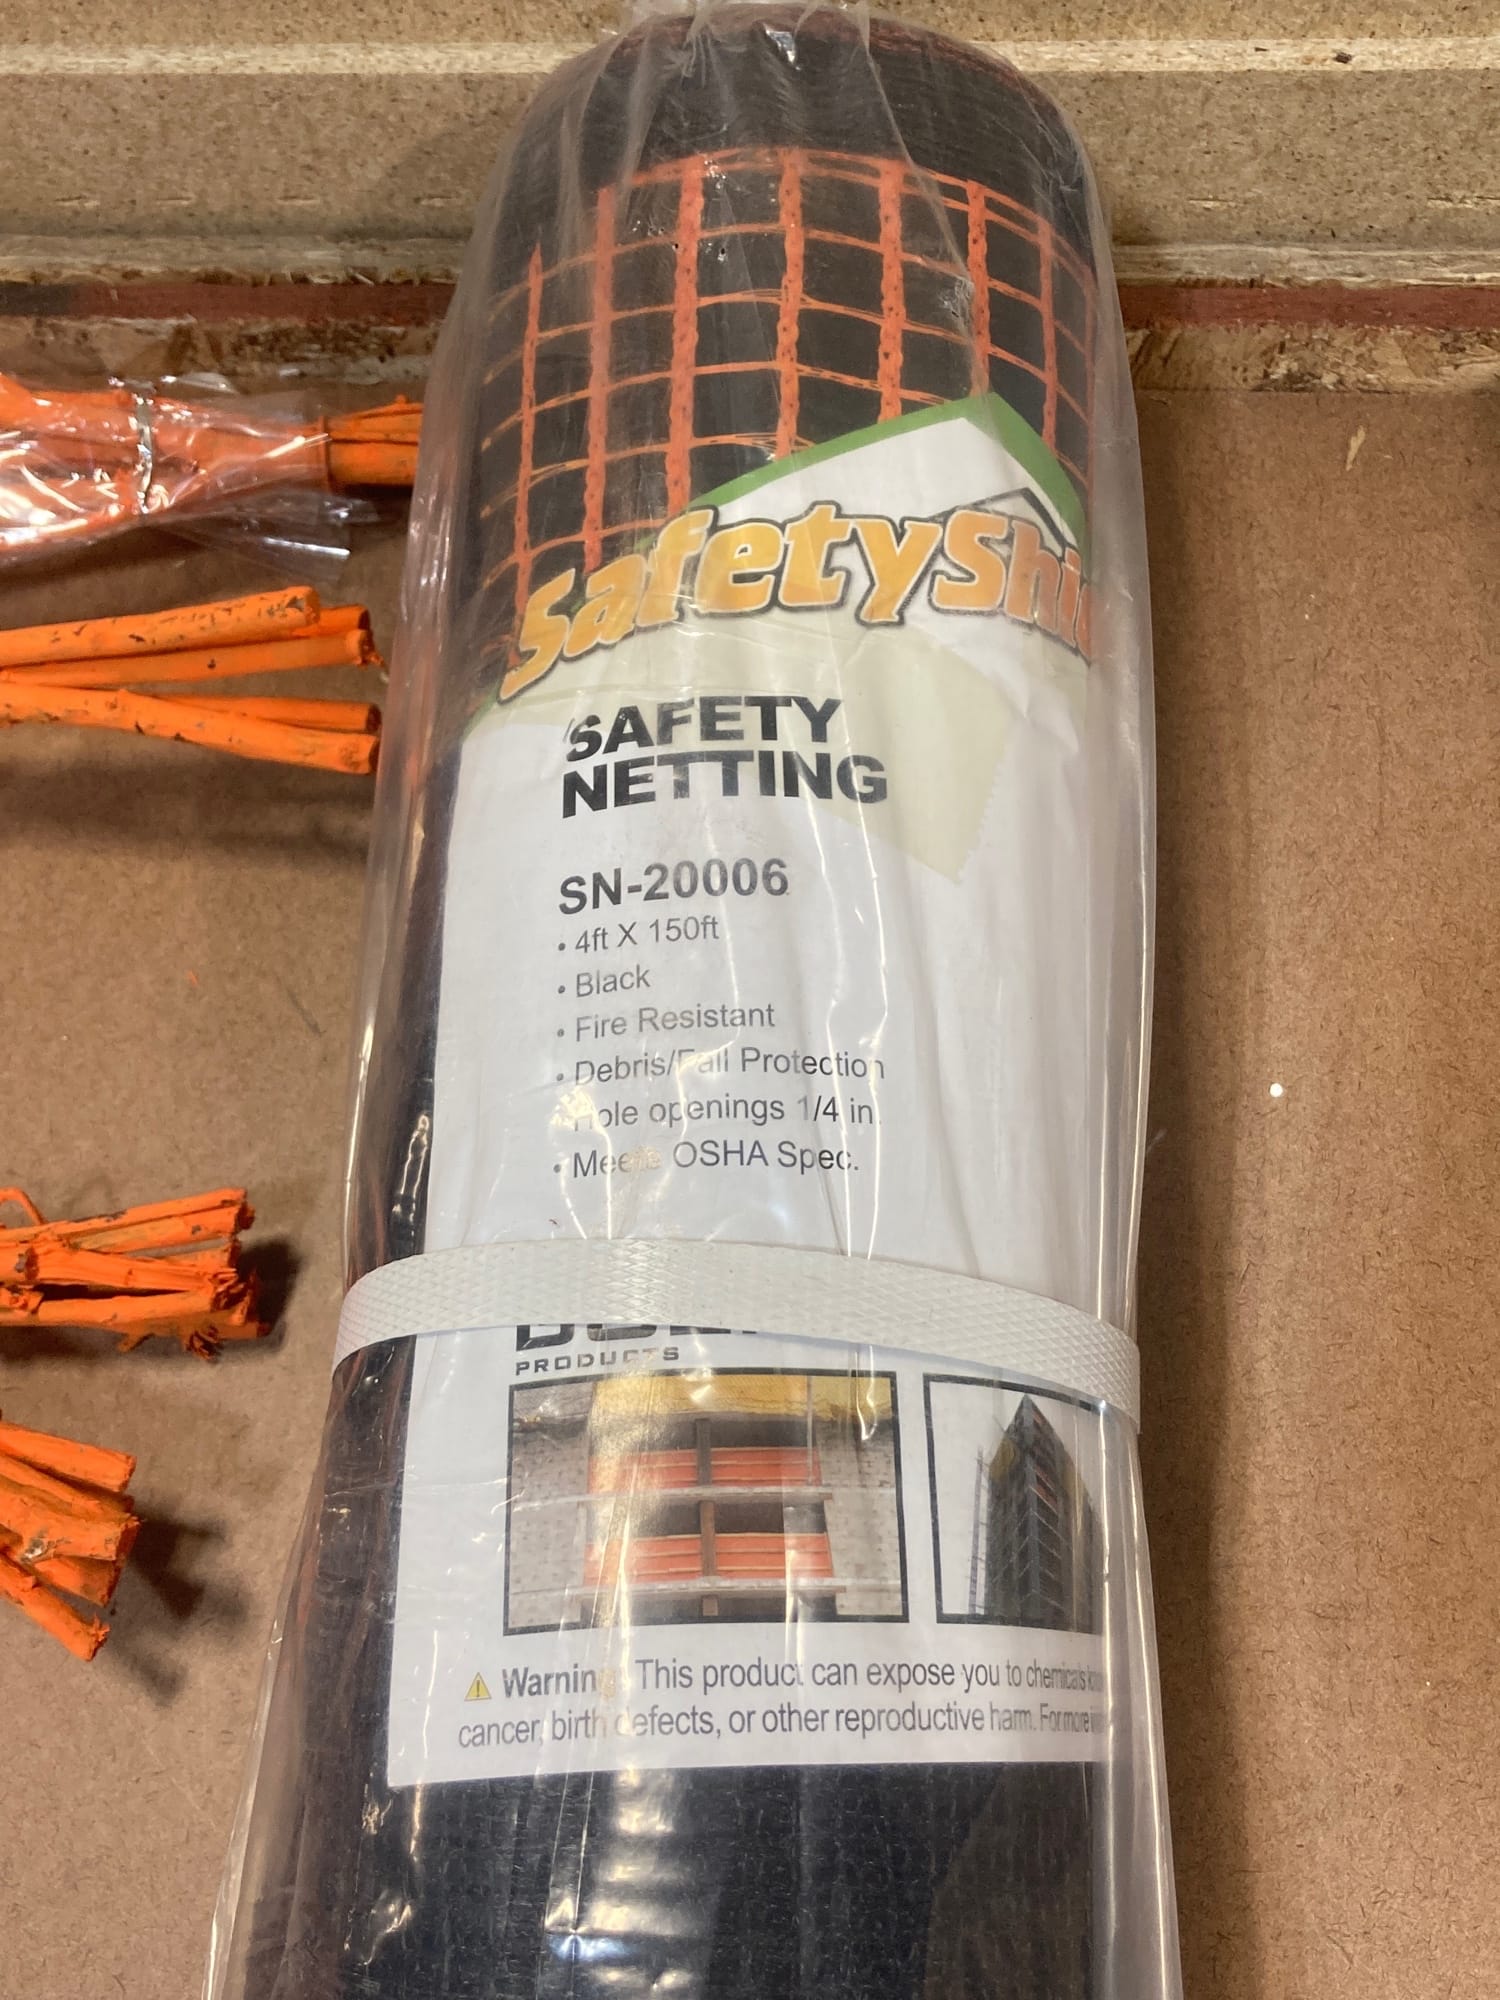 SafetyShi
SAFETY
NETTING
SN-20006
• 4ft X 150ft
• Black
• Fire Resistant
• Debris/Fall Protection
Hole openings 1/4 in.
• Meets OSHA Spec.
PRODUCTS
⚠ Warning: This product can expose you to chemicals
cancer, birth defects, or other reproductive harm. For more